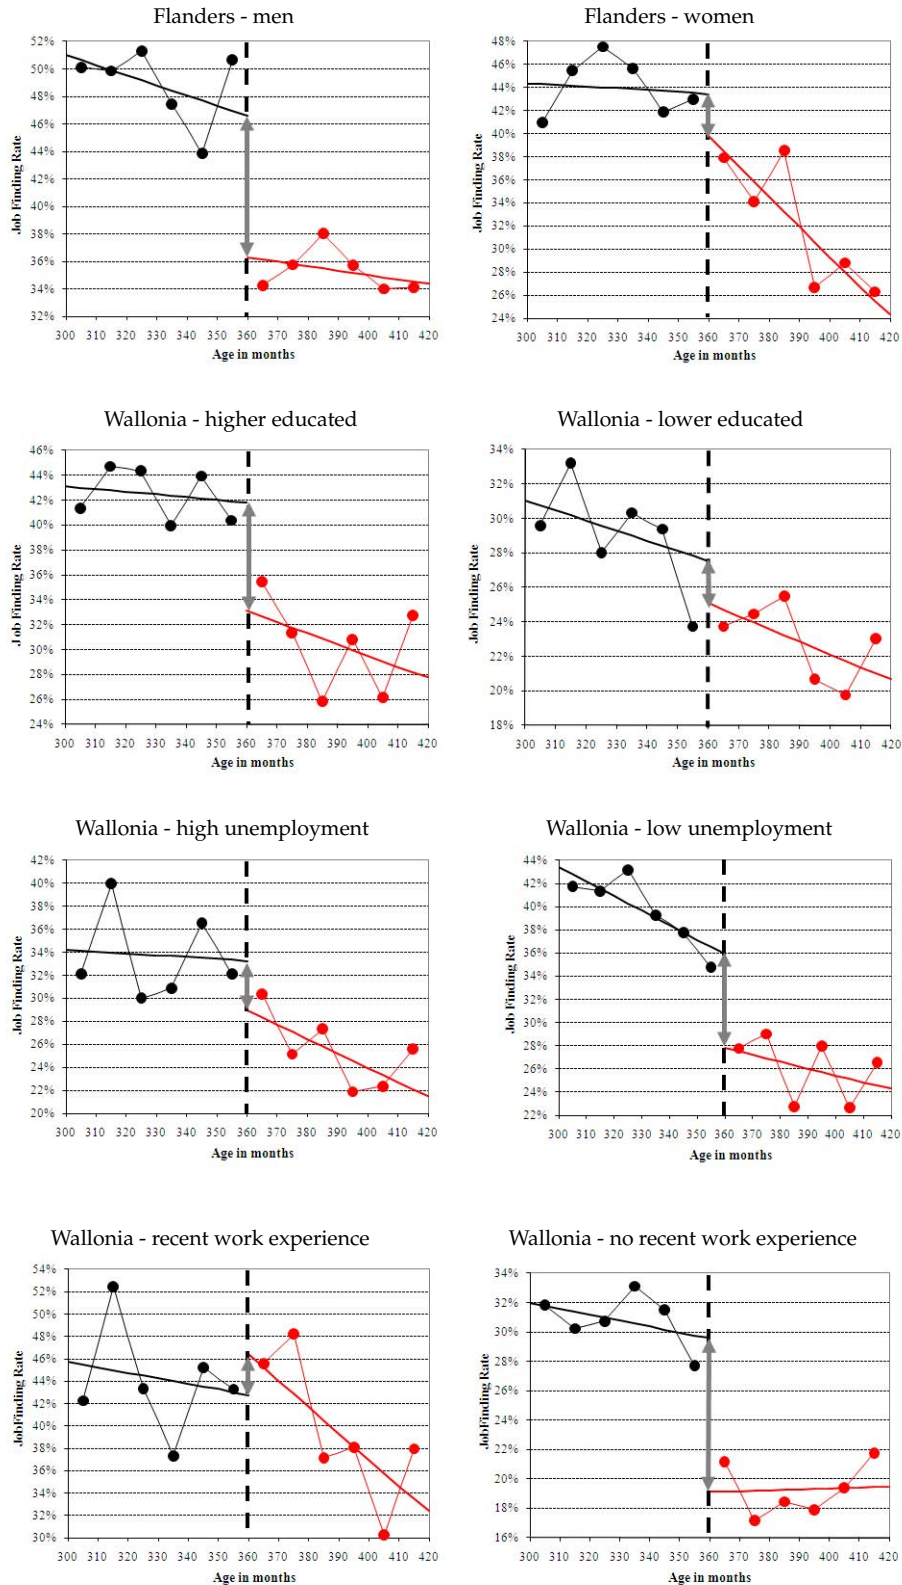 Flanders - men
52%
50%
48%
46%
44%
42%
40%
38%
36%
34%
32%
Job Finding Rate
300 310 320 330 340 350 360 370 380 390 400 410 420
Age in months
Flanders - women
48%
46%
44%
42%
40%
38%
36%
34%
32%
30%
28%
26%
24%
Job Finding Rate
300 310 320 330 340 350 360 370 380 390 400 410 420
Age in months
Wallonia - higher educated
46%
44%
42%
40%
38%
36%
34%
32%
30%
28%
26%
24%
Job Finding Rate
300 310 320 330 340 350 360 370 380 390 400 410 420
Age in months
Wallonia - lower educated
34%
32%
30%
28%
26%
24%
22%
20%
18%
Job Finding Rate
300 310 320 330 340 350 360 370 380 390 400 410 420
Age in months
Wallonia - high unemployment
42%
40%
38%
36%
34%
32%
30%
28%
26%
24%
22%
20%
Job Finding Rate
300 310 320 330 340 350 360 370 380 390 400 410 420
Age in months
Wallonia - low unemployment
44%
42%
40%
38%
36%
34%
32%
30%
28%
26%
24%
22%
Job Finding Rate
300 310 320 330 340 350 360 370 380 390 400 410 420
Age in months
Wallonia - recent work experience
54%
52%
50%
48%
46%
44%
42%
40%
38%
36%
34%
32%
30%
JobFinding Rate
300 310 320 330 340 350 360 370 380 390 400 410 420
Age in months
Wallonia - no recent work experience
34%
32%
30%
28%
26%
24%
22%
20%
18%
16%
JobFinding Rate
300 310 320 330 340 350 360 370 380 390 400 410 420
Age in months